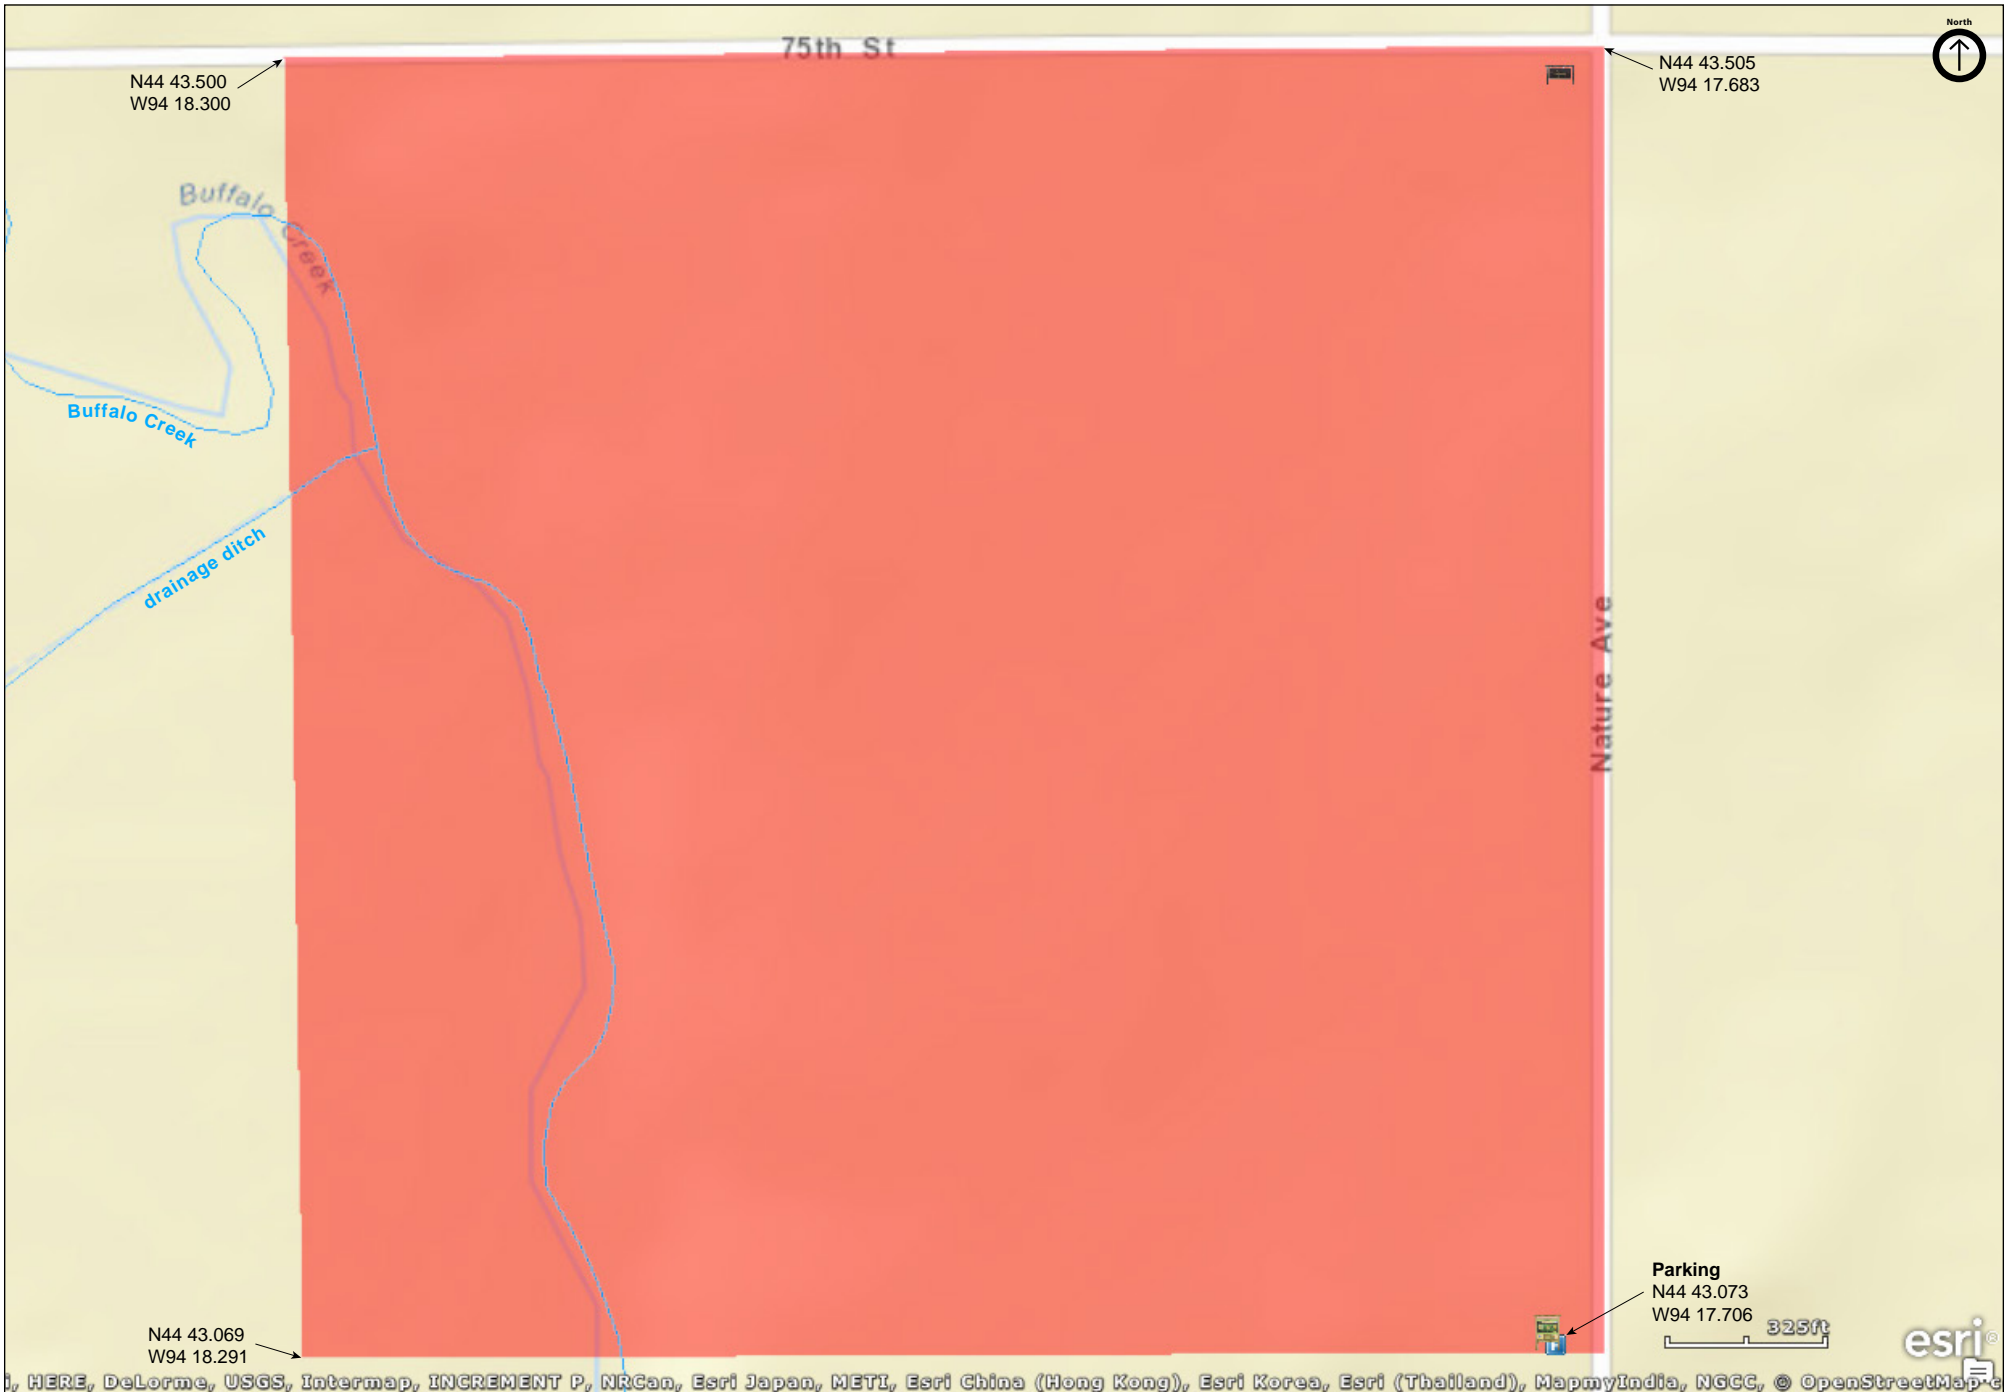 North
75th St
N44 43.500
W94 18.300
N44 43.505
W94 17.683
Buffalo Creek
Buffalo Creek
drainage ditch
Nature Ave
Parking
N44 43.073
W94 17.706
325ft
N44 43.069
W94 18.291
esri
HERE, DeLorme, USGS, Intermap, INCREMENT P, NRCan, Esri Japan, METI, Esri China (Hong Kong), Esri Korea, Esri (Thailand), MapmyIndia, NGCC, © OpenStreetMap